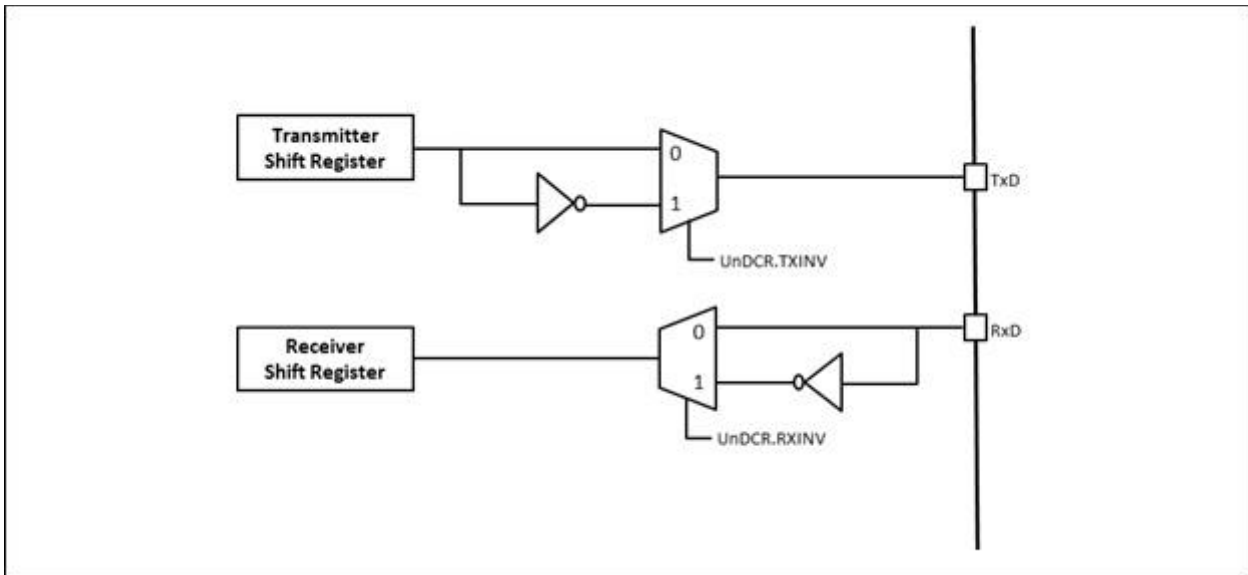 Transmitter
Shift Register
0
1
TxD
UnDCR.TXINV
Receiver
Shift Register
0
1
RxD
UnDCR.RXINV